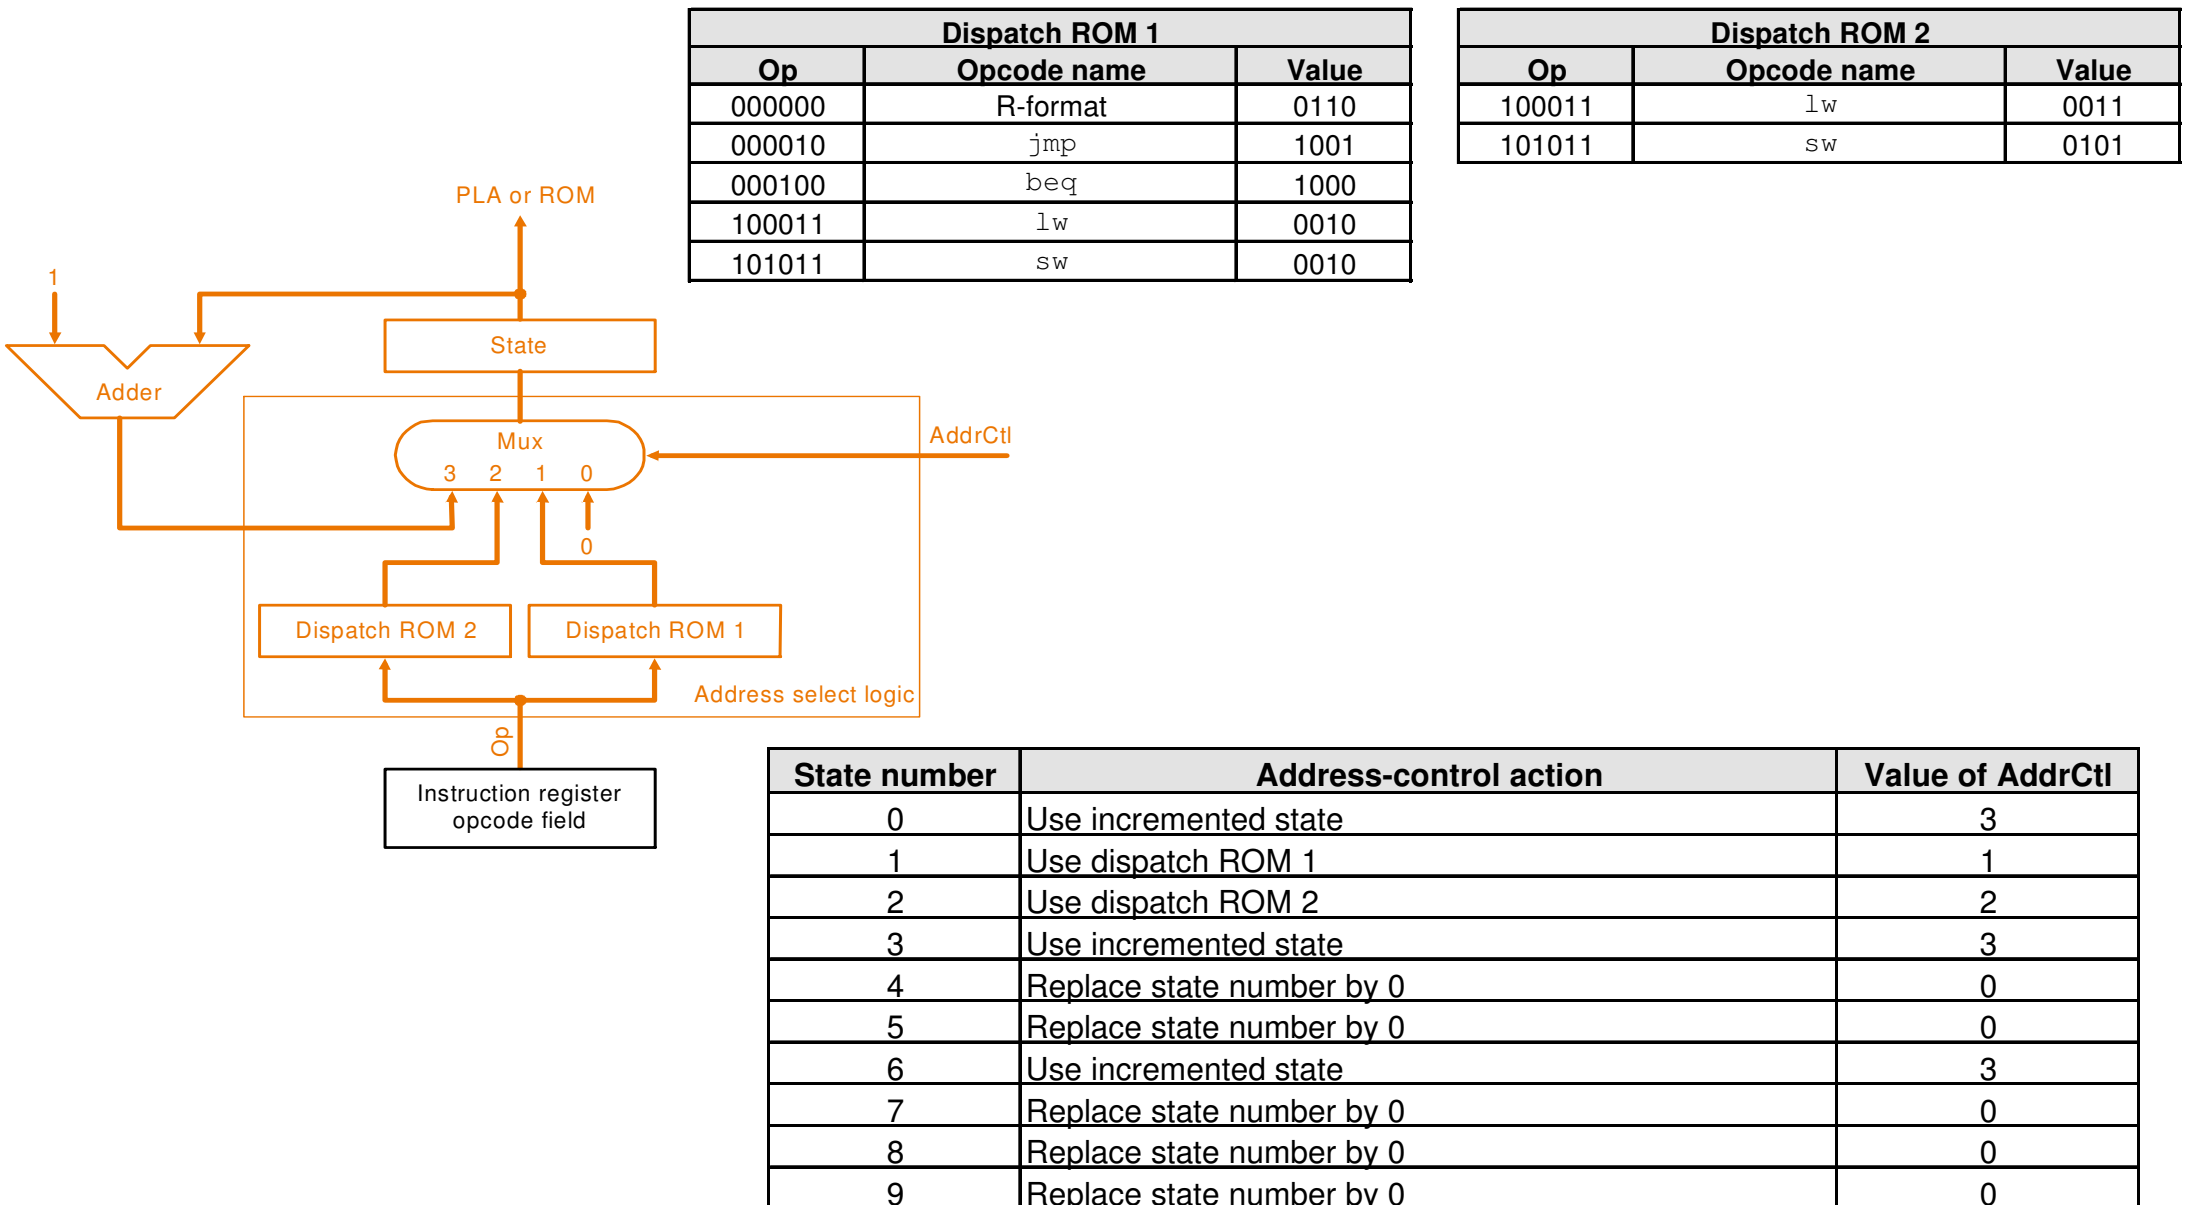 Dispatch ROM 1
Op Opcode name Value
000000 R-format 0110
000010 jmp 1001
000100 beq 1000
100011 lw 0010
101011 sw 0010
Dispatch ROM 2
Op Opcode name Value
100011 lw 0011
101011 sw 0101
PLA or ROM
1
State
Adder
Mux
3 2 1 0
AddrCtl
0
Dispatch ROM 2
Dispatch ROM 1
Address select logic
Op
Instruction register
opcode field
State number Address-control action Value of AddrCtl
0 Use incremented state 3
1 Use dispatch ROM 1 1
2 Use dispatch ROM 2 2
3 Use incremented state 3
4 Replace state number by 0 0
5 Replace state number by 0 0
6 Use incremented state 3
7 Replace state number by 0 0
8 Replace state number by 0 0
9 Replace state number by 0 0